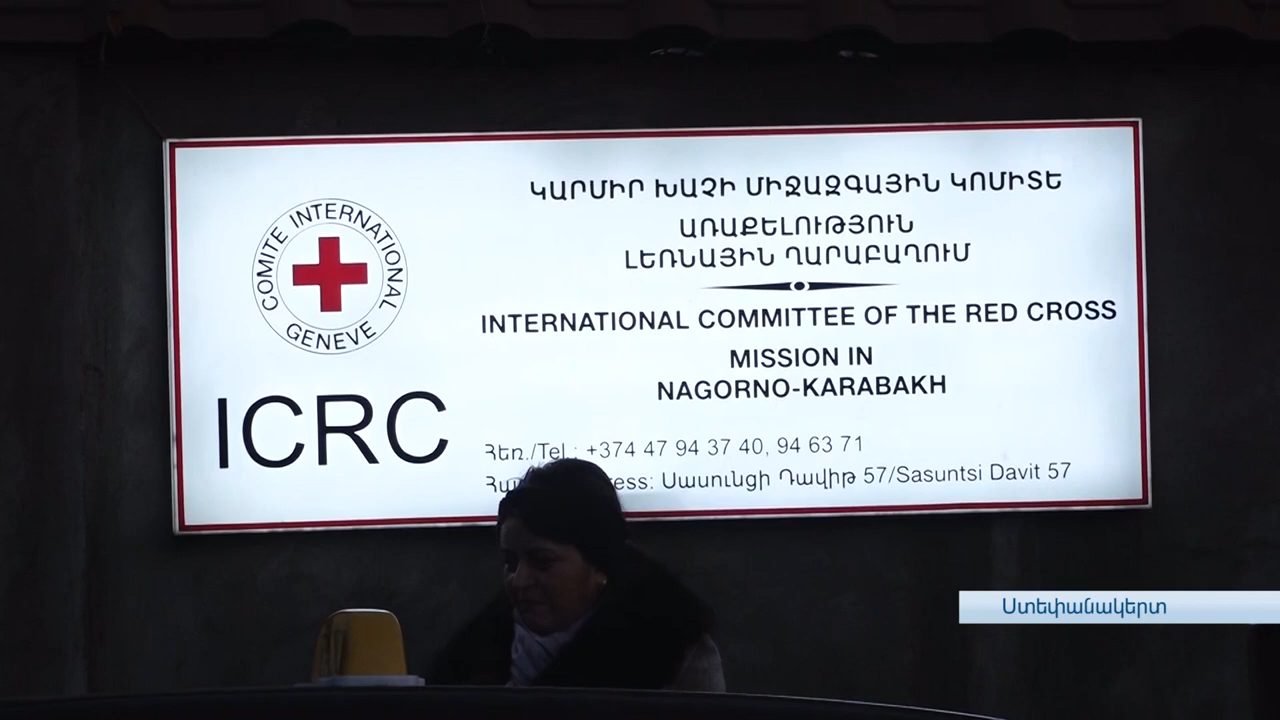 COMITE INTERNATIONAL
GENEVE
ICRC
ԿԱՐՄԻՐ ԽԱՉԻ ՄԻՋԱԶԳԱՅԻՆ ԿՈՄԻՏԵ
ԱՌԱՔԵԼՈՒԹՅՈՒՆ
ԼԵՌՆԱՅԻՆ ՂԱՐԱԲԱՂՈՒՄ
INTERNATIONAL COMMITTEE OF THE RED CROSS
MISSION IN
NAGORNO-KARABAKH
Հեռ./Tel.: +374 47 94 37 40, 94 63 71
Սասունցի Դավիթ 57/Sasuntsi Davit 57
Ստեփանակերտ